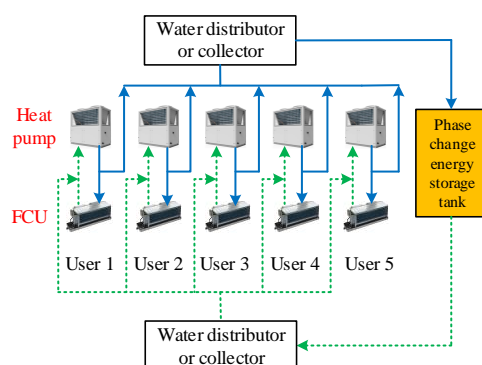 Water distributor
or collector
Heat
pump
Phase
change
energy
storage
tank
FCU
User 1 User 2 User 3 User 4 User 5
Water distributor
or collector